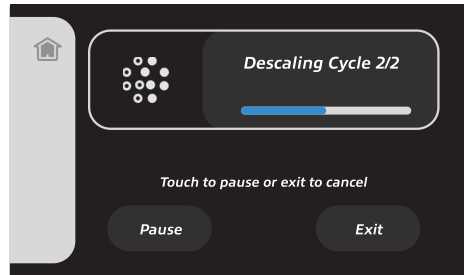 Descaling Cycle 2/2
Touch to pause or exit to cancel
Pause
Exit